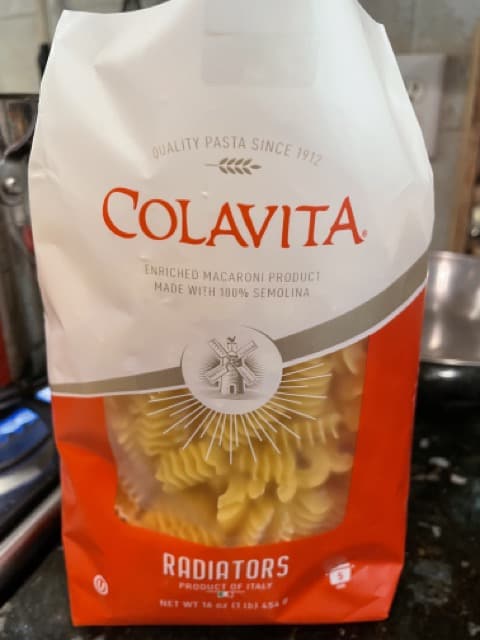 QUALITY PASTA SINCE 1912
COLAVITA®
ENRICHED MACARONI PRODUCT
MADE WITH 100% SEMOLINA
RADIATORS
PRODUCT OF ITALY
NET WT 16 oz (1 lb) 454 g
5